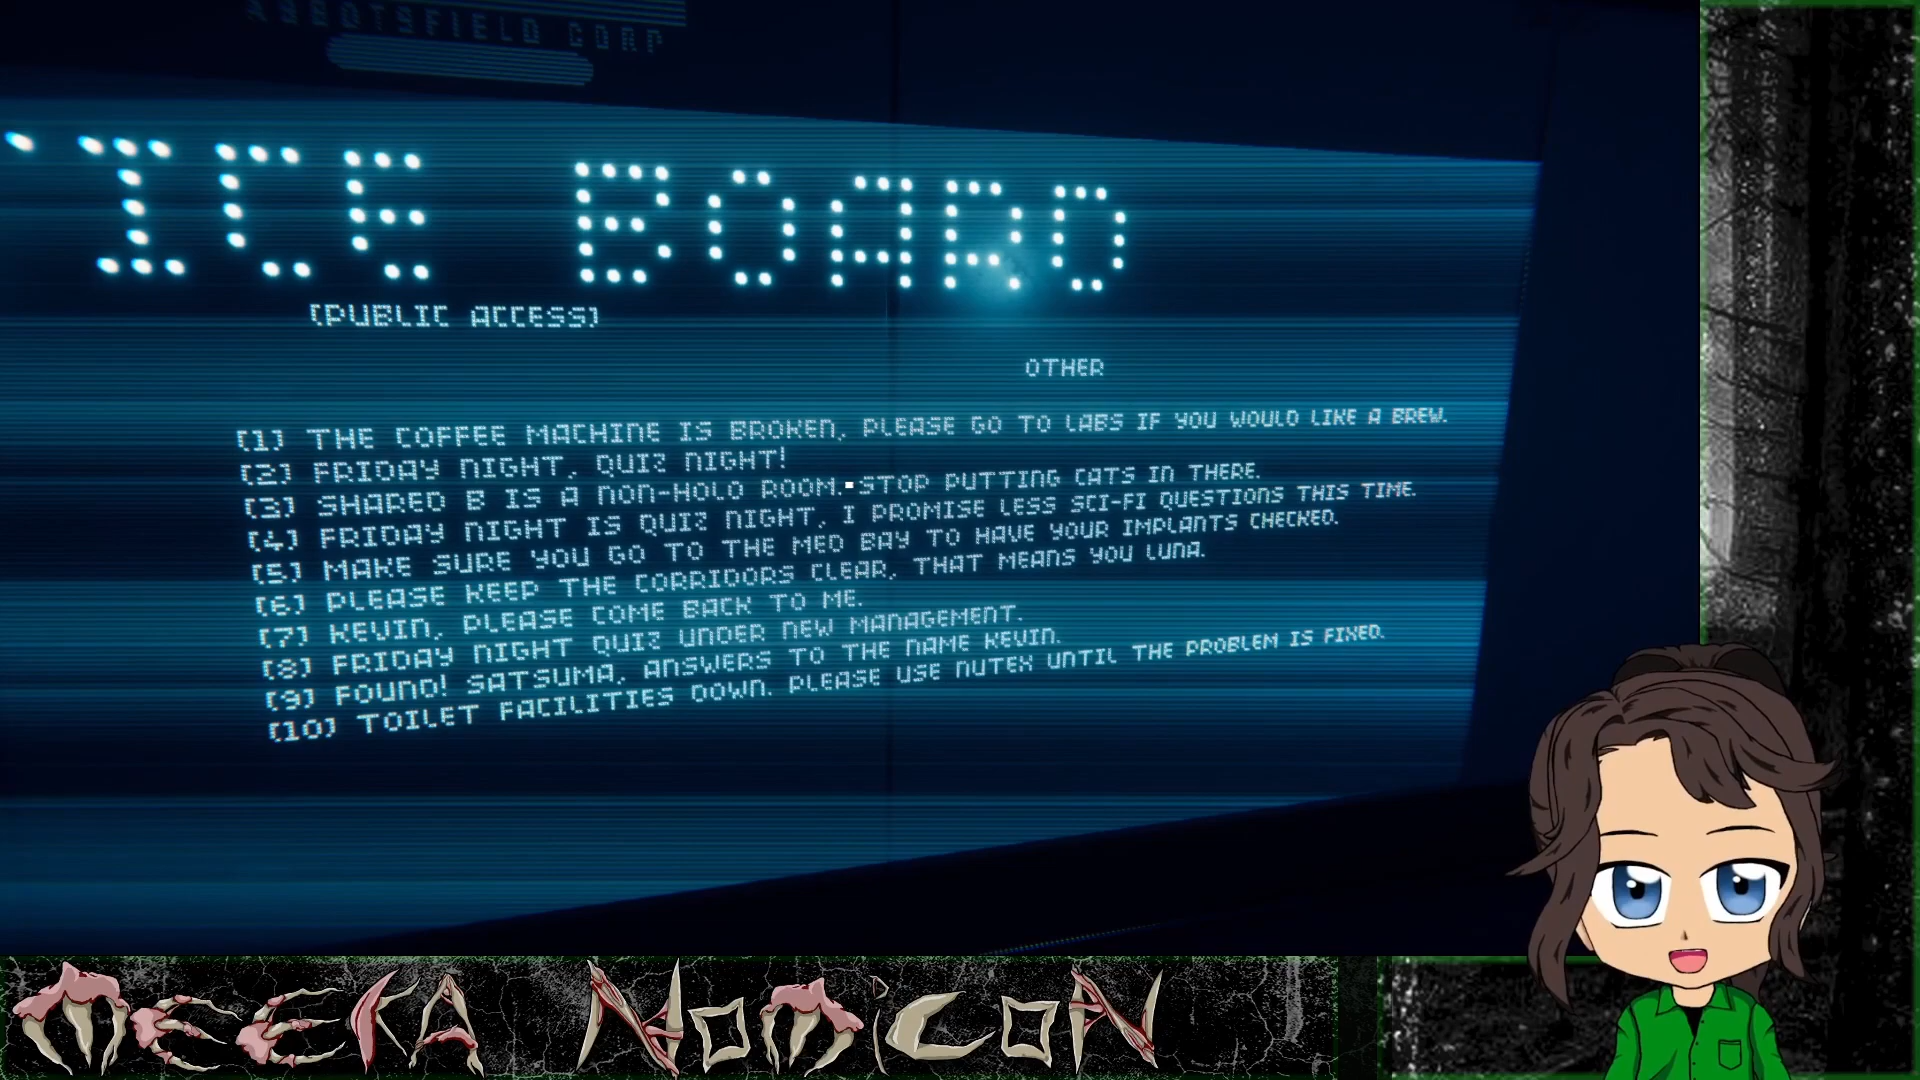 ABBOTSFIELD CORP
ICE BOARD
[PUBLIC ACCESS]
OTHER
[1] THE COFFEE MACHINE IS BROKEN, PLEASE GO TO LABS IF YOU WOULD LIKE A BREW.
[2] FRIDAY NIGHT, QUIZ NIGHT!
[3] SHARED B IS A NON-HOLO ROOM. STOP PUTTING CATS IN THERE.
[4] FRIDAY NIGHT IS QUIZ NIGHT, I PROMISE LESS SCI-FI QUESTIONS THIS TIME.
[5] MAKE SURE YOU GO TO THE MED BAY TO HAVE YOUR IMPLANTS CHECKED.
[6] PLEASE KEEP THE CORRIDORS CLEAR, THAT MEANS YOU LUNA.
[7] KEVIN, PLEASE COME BACK TO ME.
[8] FRIDAY NIGHT QUIZ UNDER NEW MANAGEMENT.
[9] FOUND! SATSUMA, ANSWERS TO THE NAME KEVIN.
[10] TOILET FACILITIES DOWN. PLEASE USE NUTEX UNTIL THE PROBLEM IS FIXED.
MEEKA NOMICON